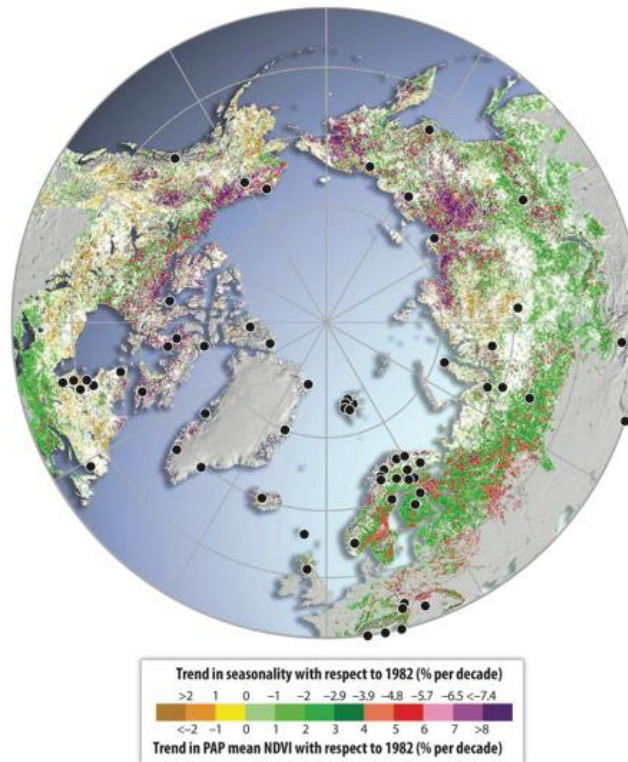 Trend in seasonality with respect to 1982 (% per decade)
>2 1 0 −1 −2 −2.9 −3.9 −4.8 −5.7 −6.5 <−7.4
<−2 −1 0 1 2 3 4 5 6 7 >8
Trend in PAP mean NDVI with respect to 1982 (% per decade)